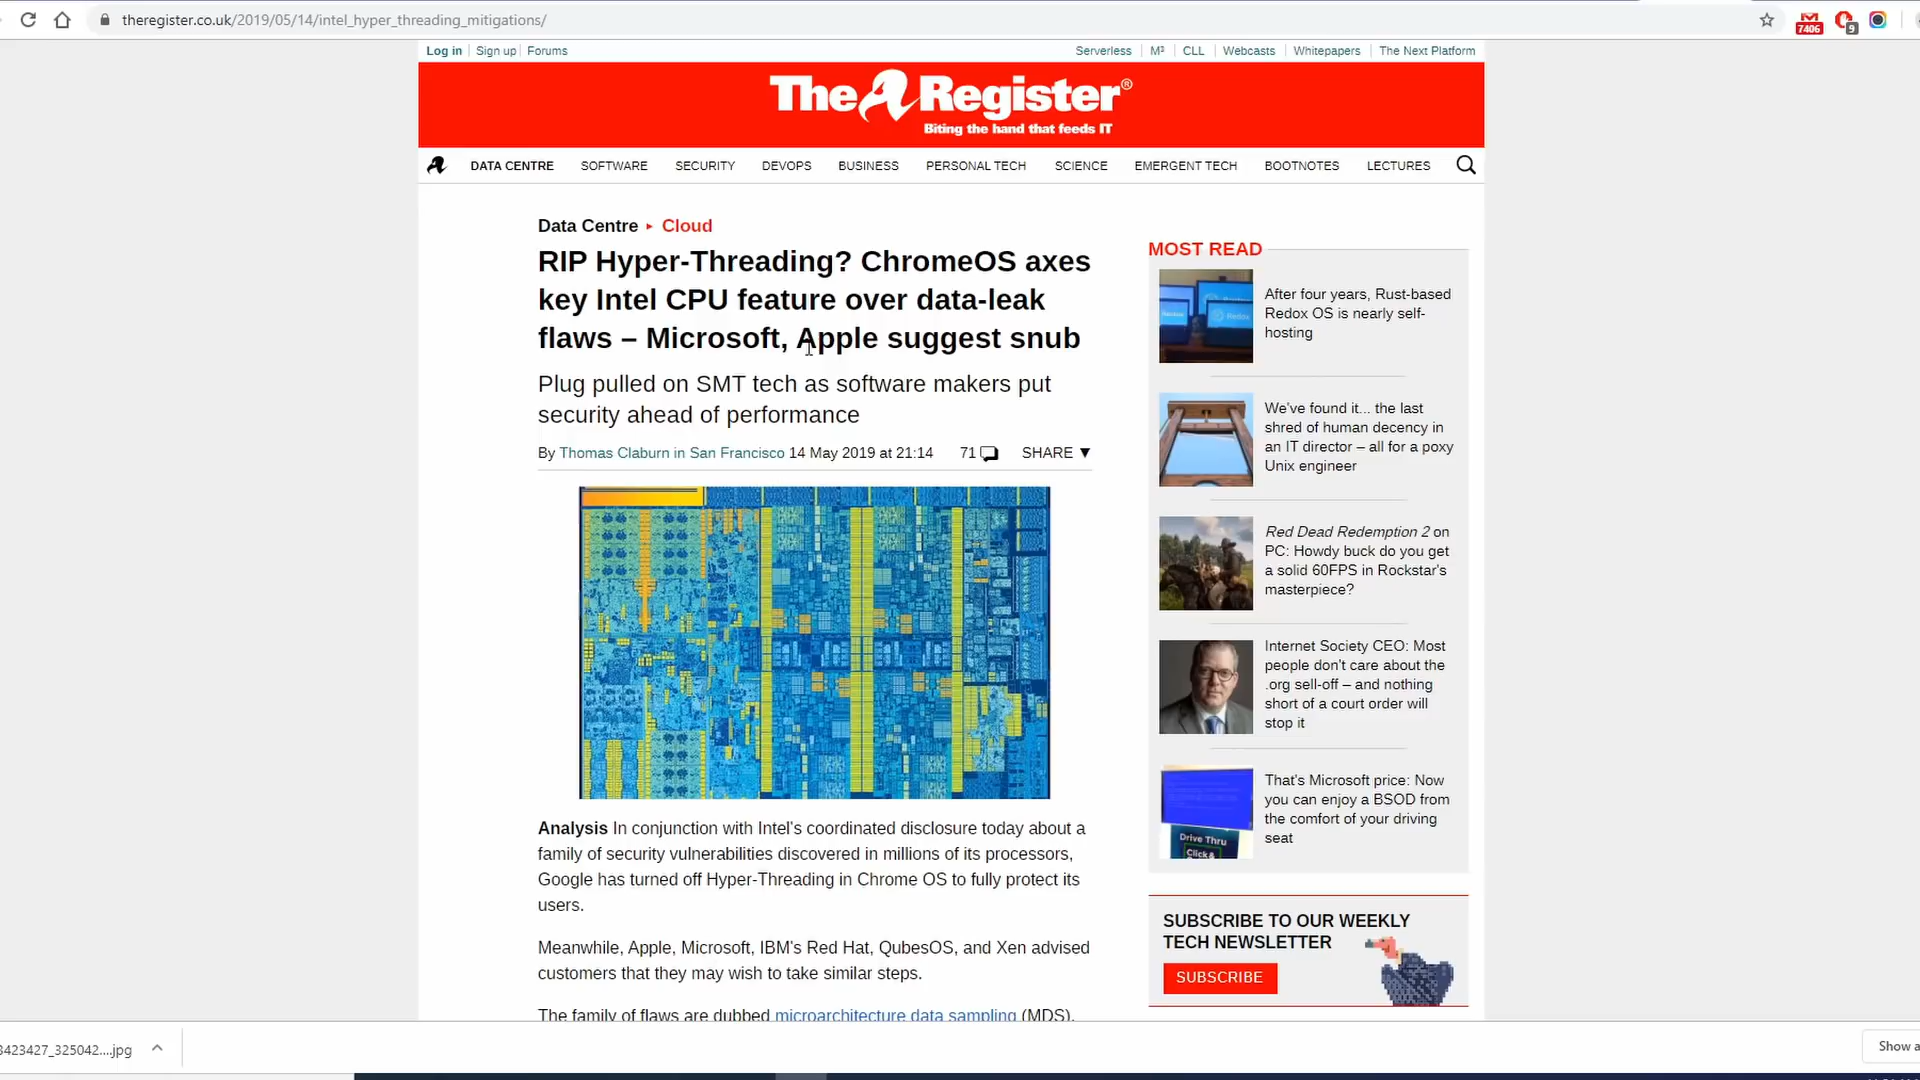 theregister.co.uk/2019/05/14/intel_hyper_threading_mitigations/
7406
9
Log in Sign up Forums
Serverless M³ CLL Webcasts Whitepapers The Next Platform
The Register®
Biting the hand that feeds IT
DATA CENTRE SOFTWARE SECURITY DEVOPS BUSINESS PERSONAL TECH SCIENCE EMERGENT TECH BOOTNOTES LECTURES
Data Centre ▸ Cloud
RIP Hyper-Threading? ChromeOS axes
key Intel CPU feature over data-leak
flaws – Microsoft, Apple suggest snub
Plug pulled on SMT tech as software makers put
security ahead of performance
By Thomas Claburn in San Francisco 14 May 2019 at 21:14 71 SHARE ▼
Analysis In conjunction with Intel's coordinated disclosure today about a
family of security vulnerabilities discovered in millions of its processors,
Google has turned off Hyper-Threading in Chrome OS to fully protect its
users.
Meanwhile, Apple, Microsoft, IBM's Red Hat, QubesOS, and Xen advised
customers that they may wish to take similar steps.
The family of flaws are dubbed microarchitecture data sampling (MDS).
MOST READ
After four years, Rust-based
Redox OS is nearly self-
hosting
We've found it... the last
shred of human decency in
an IT director – all for a poxy
Unix engineer
Red Dead Redemption 2 on
PC: Howdy buck do you get
a solid 60FPS in Rockstar's
masterpiece?
Internet Society CEO: Most
people don't care about the
.org sell-off – and nothing
short of a court order will
stop it
Drive Thru
Click &
That's Microsoft price: Now
you can enjoy a BSOD from
the comfort of your driving
seat
SUBSCRIBE TO OUR WEEKLY
TECH NEWSLETTER
SUBSCRIBE
3423427_325042....jpg
Show a